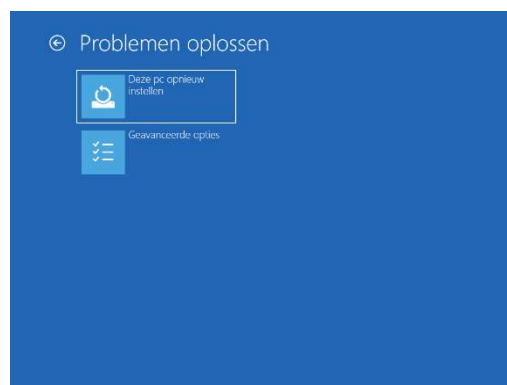 Problemen oplossen
Deze pc opnieuw
instellen
Geavanceerde opties